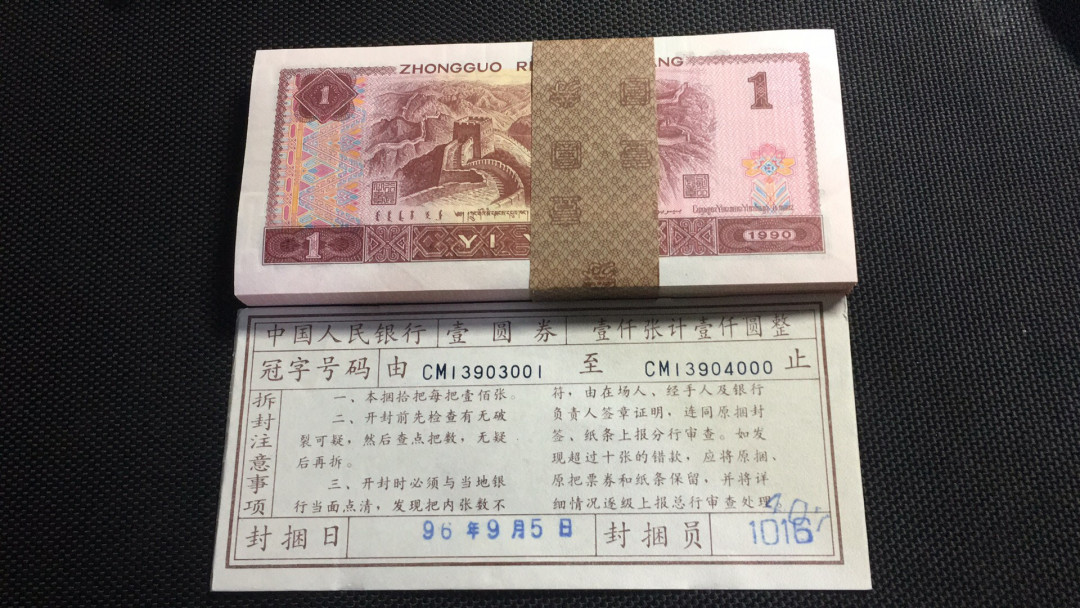 ZHONGGUO
ANG
1
1
1
YI
1990
中国人民银行
壹圆券
壹仟张计壹仟圆整
冠字号码
由 CM13903001 至 CM13904000 止
拆封注意事项
一、本捆拾把每把壹佰张。
二、开封前先检查有无破
裂可疑，然后查点把数，无疑
后再拆。
三、开封时必须与当地银
行当面点清，发现把内张数不
符，由在场人、经手人及银行
负责人签章证明，连同原捆封
签、纸条上报分行审查。如发
现超过十张的错款，应将原捆、
原把票券和纸条保留，并将详
细情况逐级上报总行审查处理
封捆日
96年9月5日
封捆员
1016